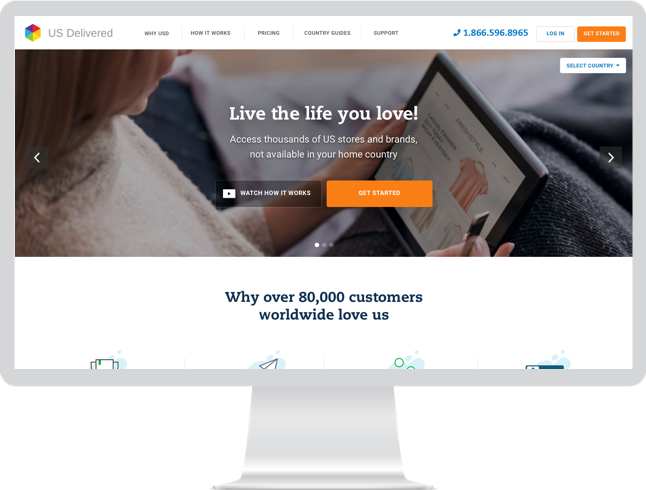 US Delivered
WHY USD
HOW IT WORKS
PRICING
COUNTRY GUIDES
SUPPORT
1.866.596.8965
LOG IN
GET STARTED
SELECT COUNTRY
Live the life you love!
Access thousands of US stores and brands,
not available in your home country
WATCH HOW IT WORKS
GET STARTED
Why over 80,000 customers
worldwide love us